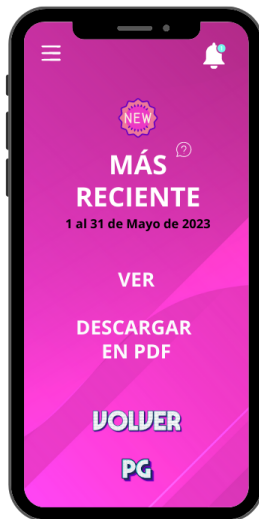 NEW
MÁS
RECIENTE
1 al 31 de Mayo de 2023
VER
DESCARGAR
EN PDF
VOLVER
PG